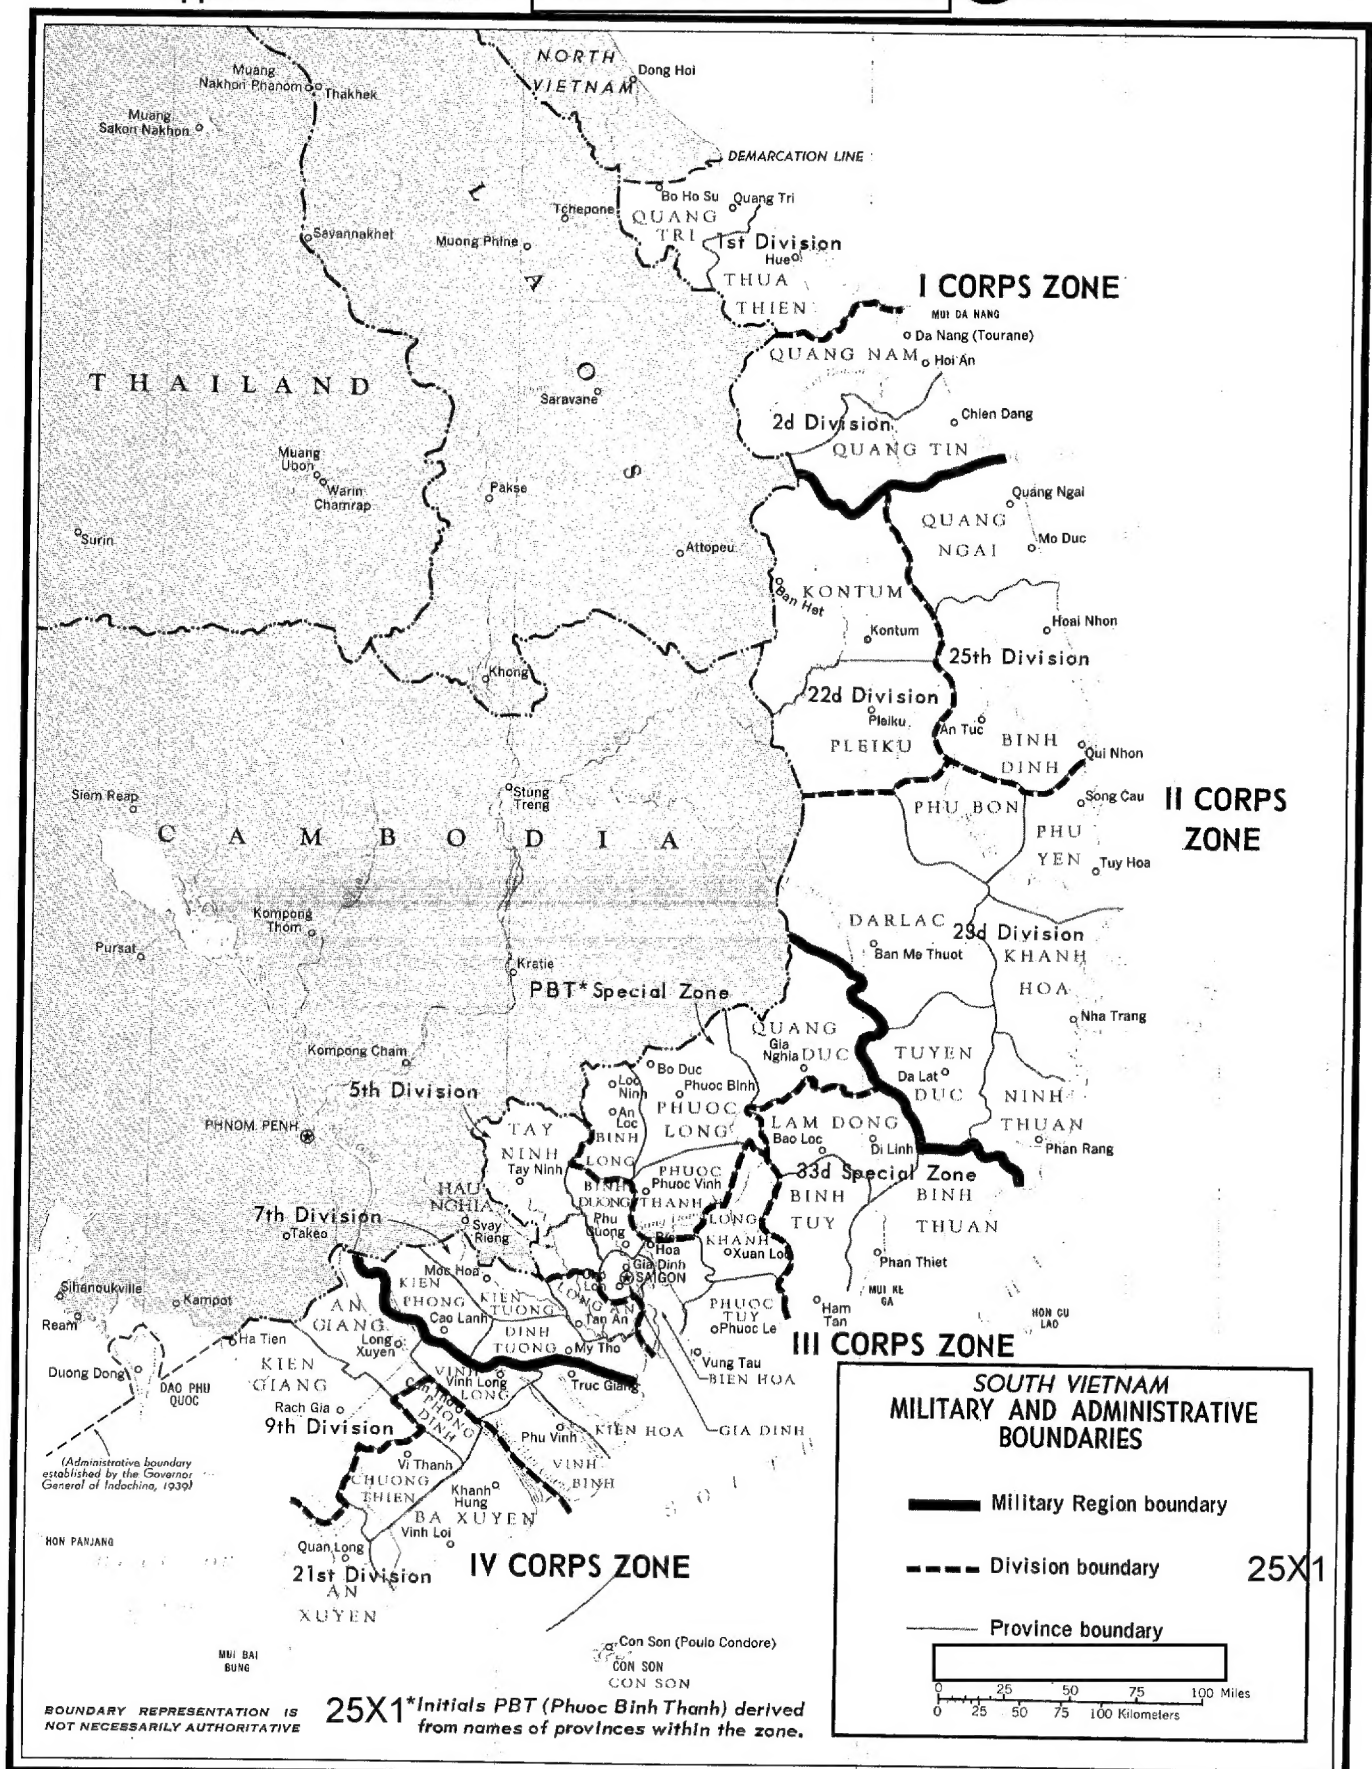 NORTH
VIETNAM
Dong Hoi
Muang
Nakhon Phanom
Thakhek
Muang
Sakon Nakhon
DEMARCATION LINE
Bo Ho Su
Quang Tri
Tchepone
QUANG
TRI
Savannakhet
Muong Phine
1st Division
Hue
L A O S
THUA
THIEN
I CORPS ZONE
MUI DA NANG
Da Nang (Tourane)
QUANG NAM
Hoi An
THAILAND
Saravane
2d Division
Chien Dang
QUANG TIN
Muang
Ubon
Warin
Chamrap
Pakse
Quang Ngai
QUANG
NGAI
Surin
Mo Duc
Attopeu
Ban Het
KONTUM
Kontum
Hoai Nhon
25th Division
Khong
22d Division
Pleiku
An Tuc
PLEIKU
BINH
DINH
Qui Nhon
Siem Reap
Stung
Treng
PHU BON
Song Cau
II CORPS
ZONE
CAMBODIA
PHU
YEN
Tuy Hoa
Kompong
Thom
DARLAC
23d Division
Pursat
Ban Me Thuot
KHANH
HOA
Kratie
PBT* Special Zone
Nha Trang
QUANG
DUC
Gia
Nghia
Kompong Cham
Bo Duc
TUYEN
DUC
Da Lat
5th Division
Loc
Ninh
Phuoc Binh
An
Loc
PHUOC
LONG
NINH
THUAN
PHNOM PENH
TAY
NINH
BINH
LONG
LAM DONG
Bao Loc
Di Linh
Phan Rang
Tay Ninh
PHUOC
Phuoc Vinh
THANH
33d Special Zone
HAU
NGHIA
BINH
DUONG
BINH
TUY
BINH
THUAN
7th Division
Takeo
Svay
Rieng
Phu
Cuong
LONG
KHANH
Hoa
Xuan Loc
Phan Thiet
Moc Hoa
Gia Dinh
SAIGON
Sihanoukville
Kampot
Ream
KIEN
PHONG
KIEN
TUONG
LONG AN
Tan An
PHUOC
TUY
Phuoc Le
MUI KE
GA
Ham
Tan
HON CU
LAO
AN
GIANG
Cao Lanh
Long
Xuyen
DINH
TUONG
My Tho
III CORPS ZONE
Ha Tien
Duong Dong
DAO PHU
QUOC
KIEN
GIANG
VINH
LONG
Vinh Long
Truc Giang
Vung Tau
BIEN HOA
Can Tho
Rach Gia
PHONG
DINH
9th Division
Phu Vinh
KIEN HOA
GIA DINH
(Administrative boundary
established by the Governor
General of Indochina, 1939)
Vi Thanh
VINH
BINH
CHUONG
THIEN
Khanh
Hung
BA XUYEN
HON PANJANG
Vinh Loi
Quan Long
21st Division
AN
XUYEN
IV CORPS ZONE
MUI BAI
BUNG
Con Son (Poulo Condore)
CON SON
CON SON
BOUNDARY REPRESENTATION IS
NOT NECESSARILY AUTHORITATIVE
25X1
*Initials PBT (Phuoc Binh Thanh) derived
from names of provinces within the zone.
SOUTH VIETNAM
MILITARY AND ADMINISTRATIVE
BOUNDARIES
Military Region boundary
Division boundary
25X1
Province boundary
0 25 50 75 100 Miles
0 25 50 75 100 Kilometers